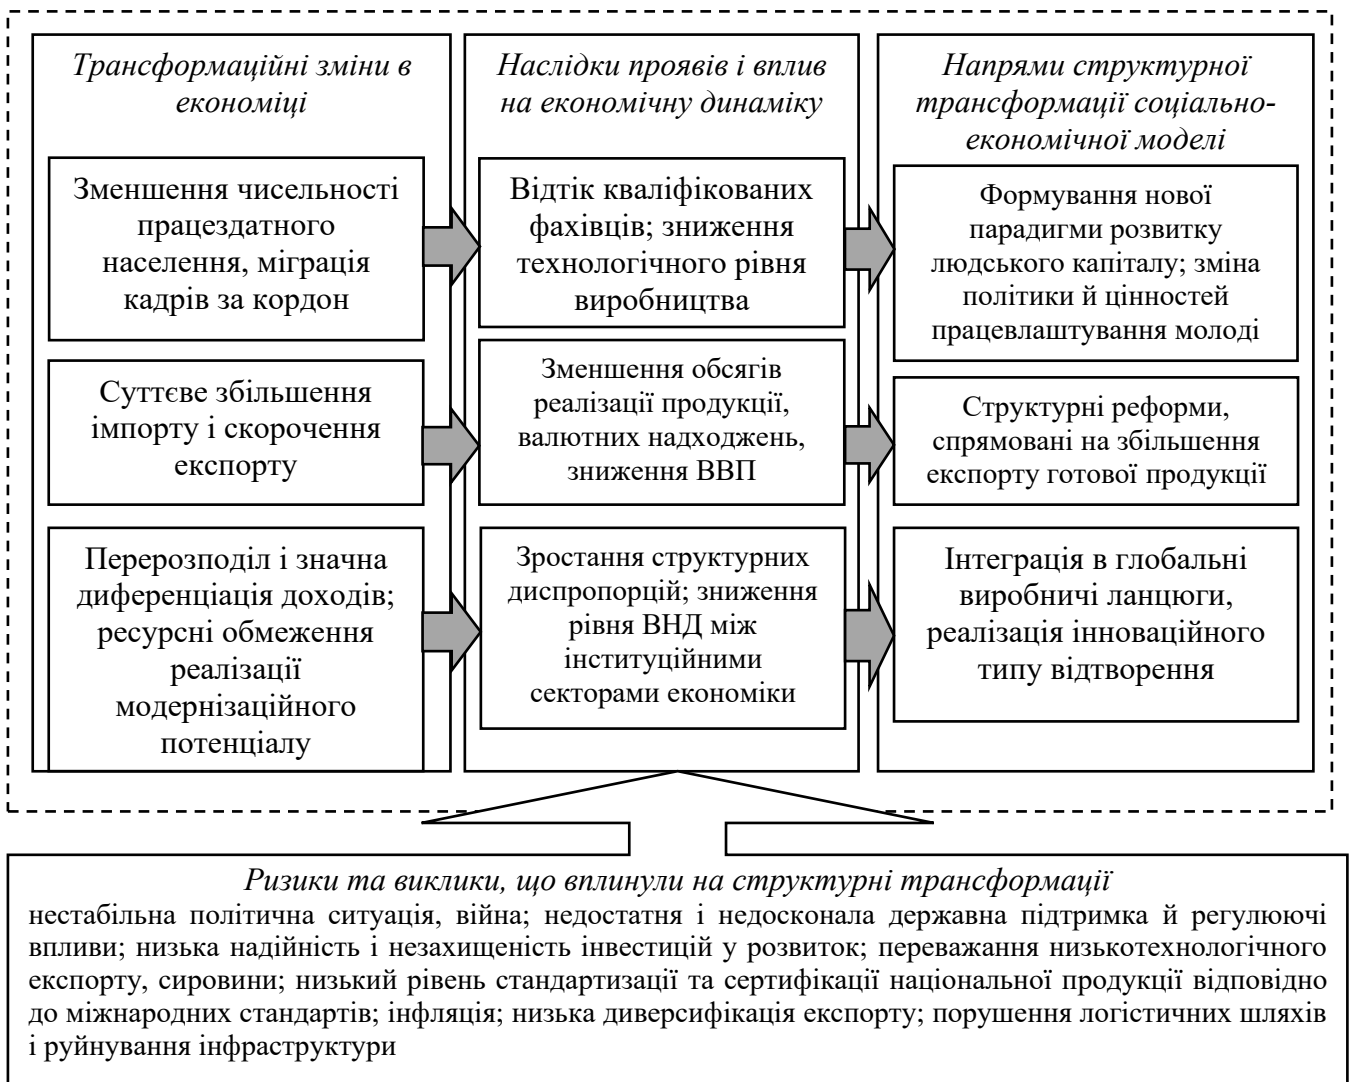 Трансформаційні зміни в
економіці
Зменшення чисельності
працездатного
населення, міграція
кадрів за кордон
Суттєве збільшення
імпорту і скорочення
експорту
Перерозподіл і значна
диференціація доходів;
ресурсні обмеження
реалізації
модернізаційного
потенціалу
Наслідки проявів і вплив
на економічну динаміку
Відтік кваліфікованих
фахівців; зниження
технологічного рівня
виробництва
Зменшення обсягів
реалізації продукції,
валютних надходжень,
зниження ВВП
Зростання структурних
диспропорцій; зниження
рівня ВНД між
інституційними
секторами економіки
Напрями структурної
трансформації соціально-
економічної моделі
Формування нової
парадигми розвитку
людського капіталу; зміна
політики й цінностей
працевлаштування молоді
Структурні реформи,
спрямовані на збільшення
експорту готової продукції
Інтеграція в глобальні
виробничі ланцюги,
реалізація інноваційного
типу відтворення
Ризики та виклики, що вплинули на структурні трансформації
нестабільна політична ситуація, війна; недостатня і недосконала державна підтримка й регулюючі
впливи; низька надійність і незахищеність інвестицій у розвиток; переважання низькотехнологічного
експорту, сировини; низький рівень стандартизації та сертифікації національної продукції відповідно
до міжнародних стандартів; інфляція; низька диверсифікація експорту; порушення логістичних шляхів
і руйнування інфраструктури